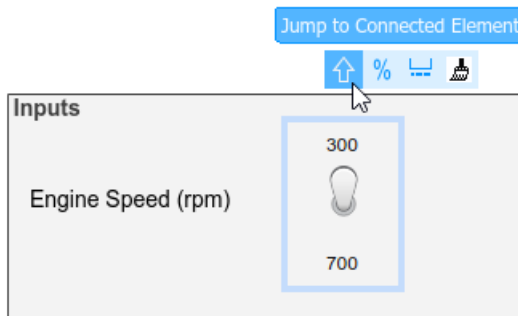 Jump to Connected Element
%
Inputs
300
Engine Speed (rpm)
700